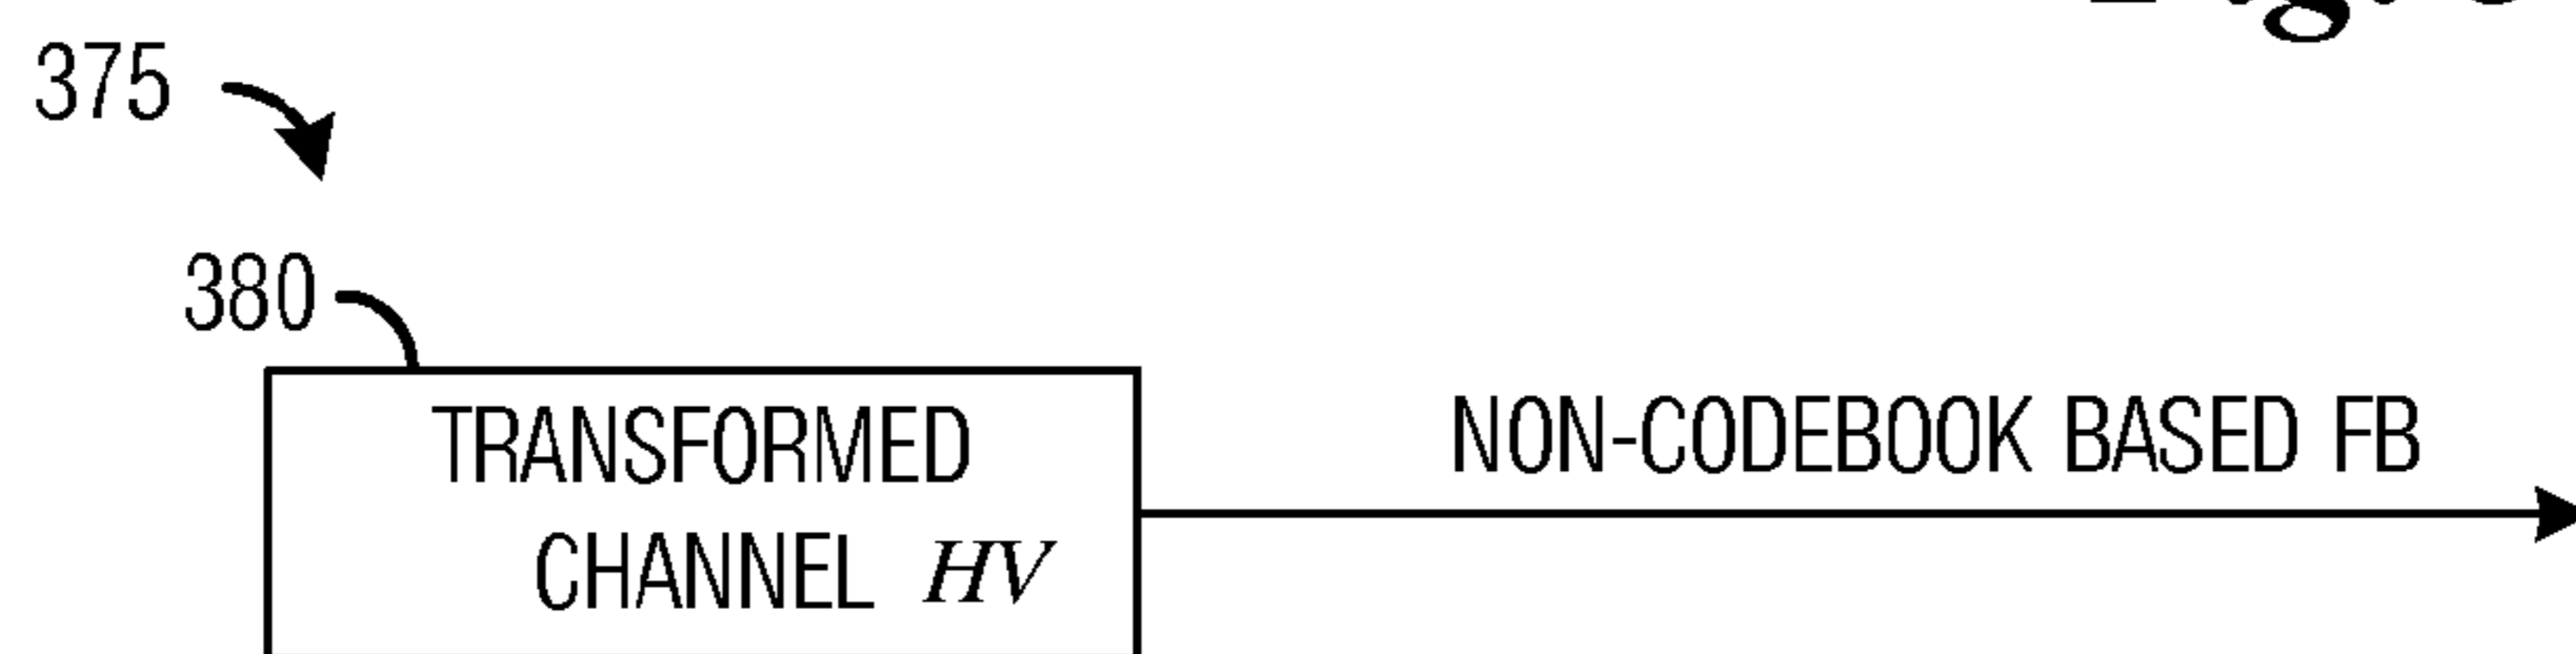 375
380
TRANSFORMED
CHANNEL HV
NON-CODEBOOK BASED FB